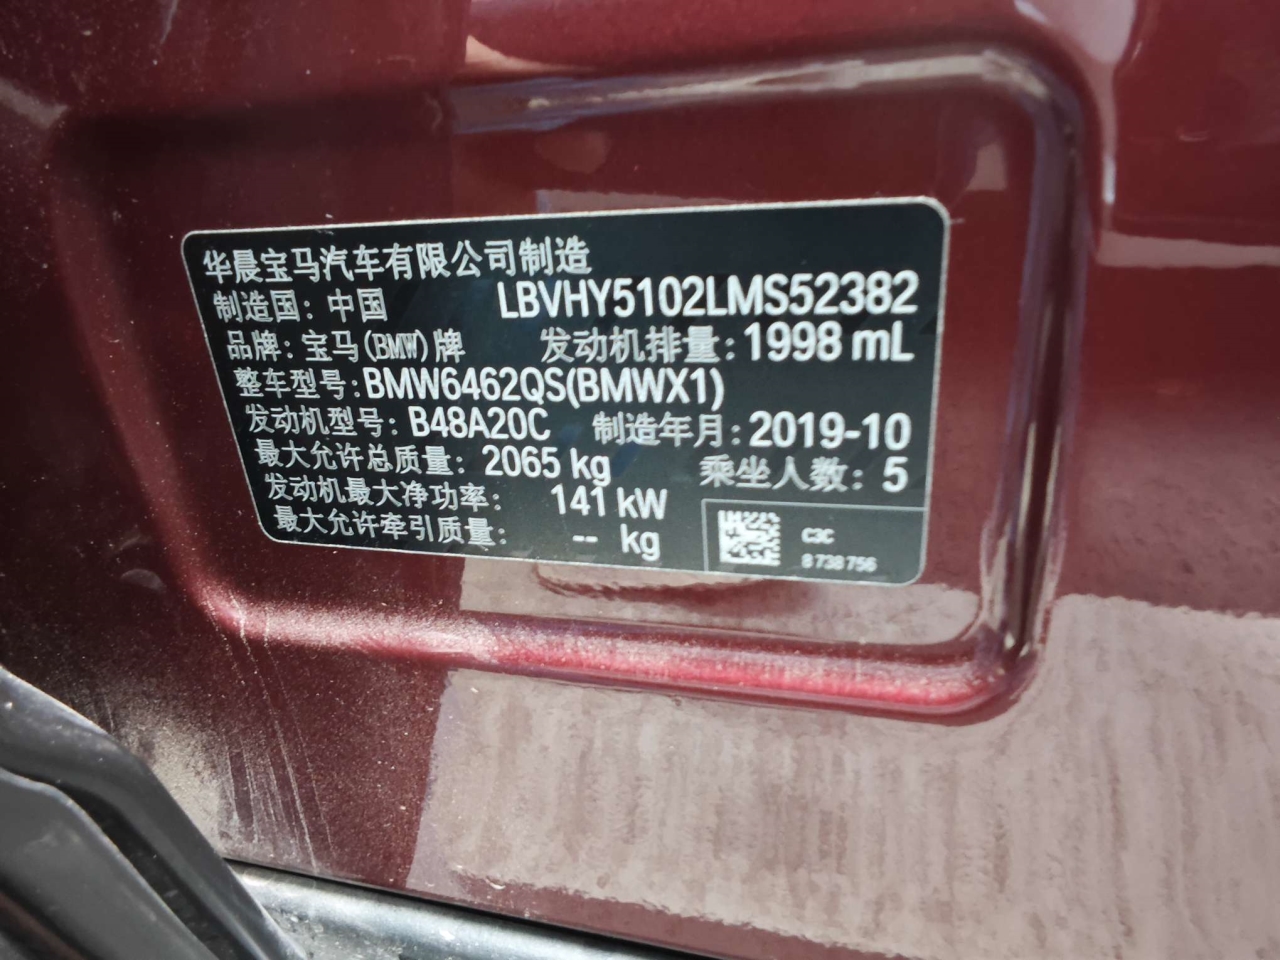 华晨宝马汽车有限公司制造
制造国: 中国 LBVHY5102LMS52382
品牌: 宝马(BMW)牌 发动机排量: 1998 mL
整车型号: BMW6462QS(BMWX1)
发动机型号: B48A20C 制造年月: 2019-10
最大允许总质量: 2065 kg 乘坐人数: 5
发动机最大净功率: 141 kW
最大允许牵引质量: -- kg
C3C
8 738 756